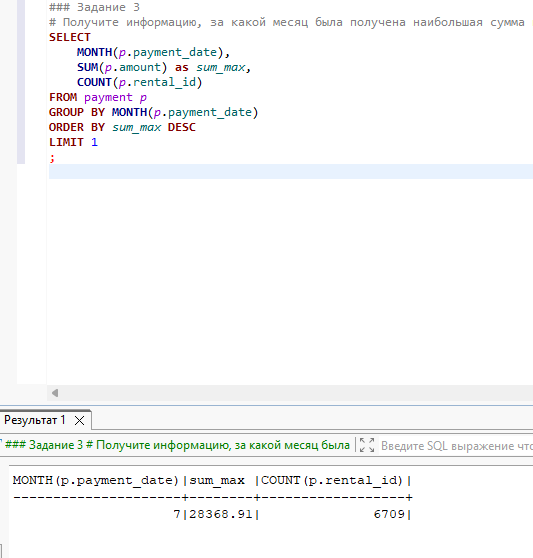 ### Задание 3
# Получите информацию, за какой месяц была получена наибольшая сумма
SELECT
MONTH(p.payment_date),
SUM(p.amount) as sum_max,
COUNT(p.rental_id)
FROM payment p
GROUP BY MONTH(p.payment_date)
ORDER BY sum_max DESC
LIMIT 1
;
Результат 1
### Задание 3 # Получите информацию, за какой месяц была Введите SQL выражение чтo
MONTH(p.payment_date)|sum_max |COUNT(p.rental_id)|
---------------------+--------+------------------+
7|28368.91| 6709|